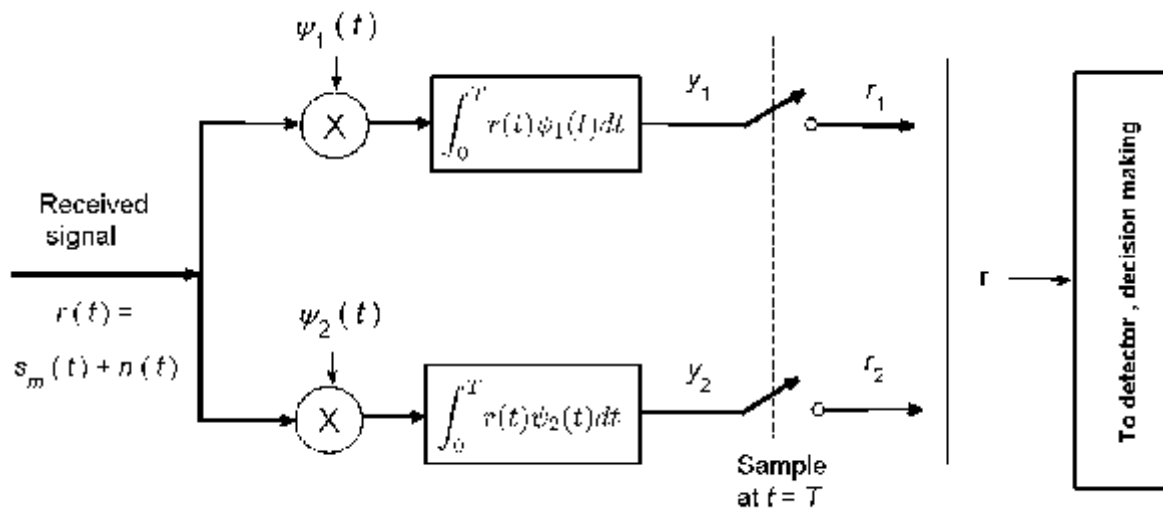 ψ₁(t)
X
∫₀ᵀ r(t)ψ₁(t)dt
y₁
r₁
Received
signal
r(t) =
sₘ(t) + n(t)
ψ₂(t)
X
∫₀ᵀ r(t)ψ₂(t)dt
y₂
r₂
Sample
at t = T
r
To detector , decision making